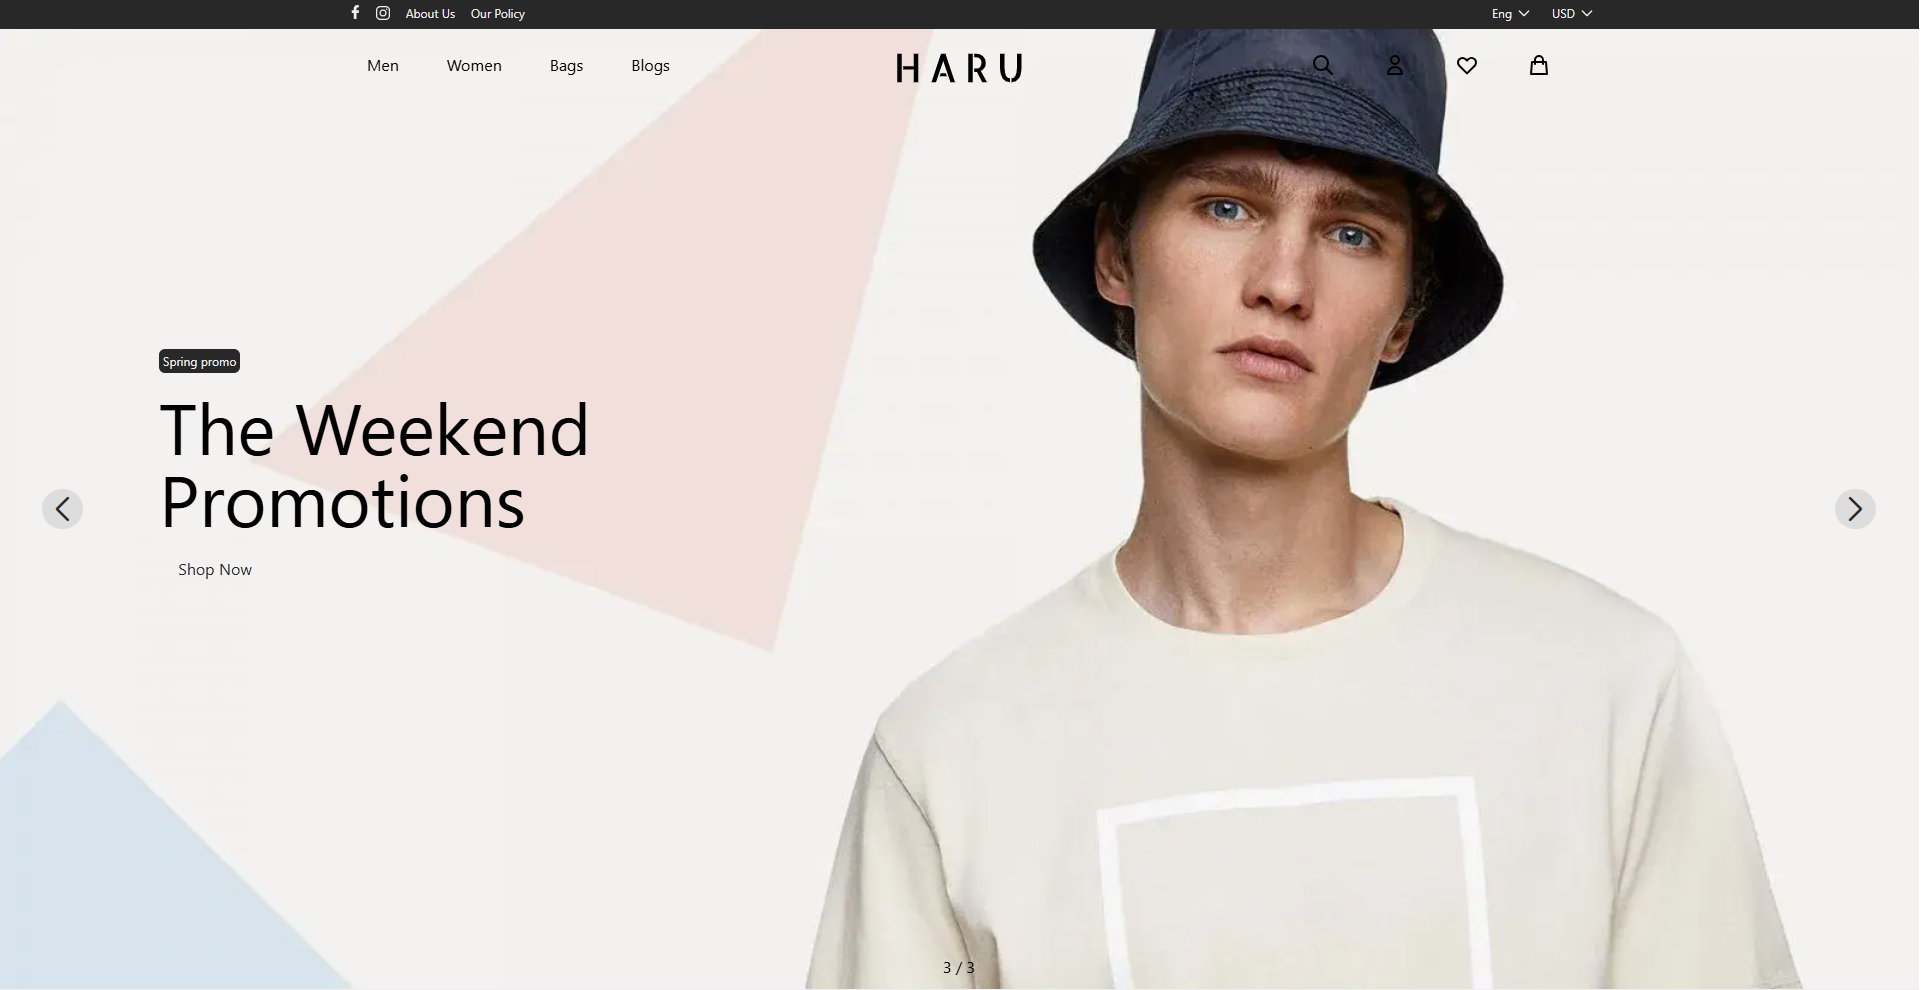 About Us Our Policy Eng USD
Men Women Bags Blogs HARU
Spring promo
The Weekend
Promotions
Shop Now
3 / 3